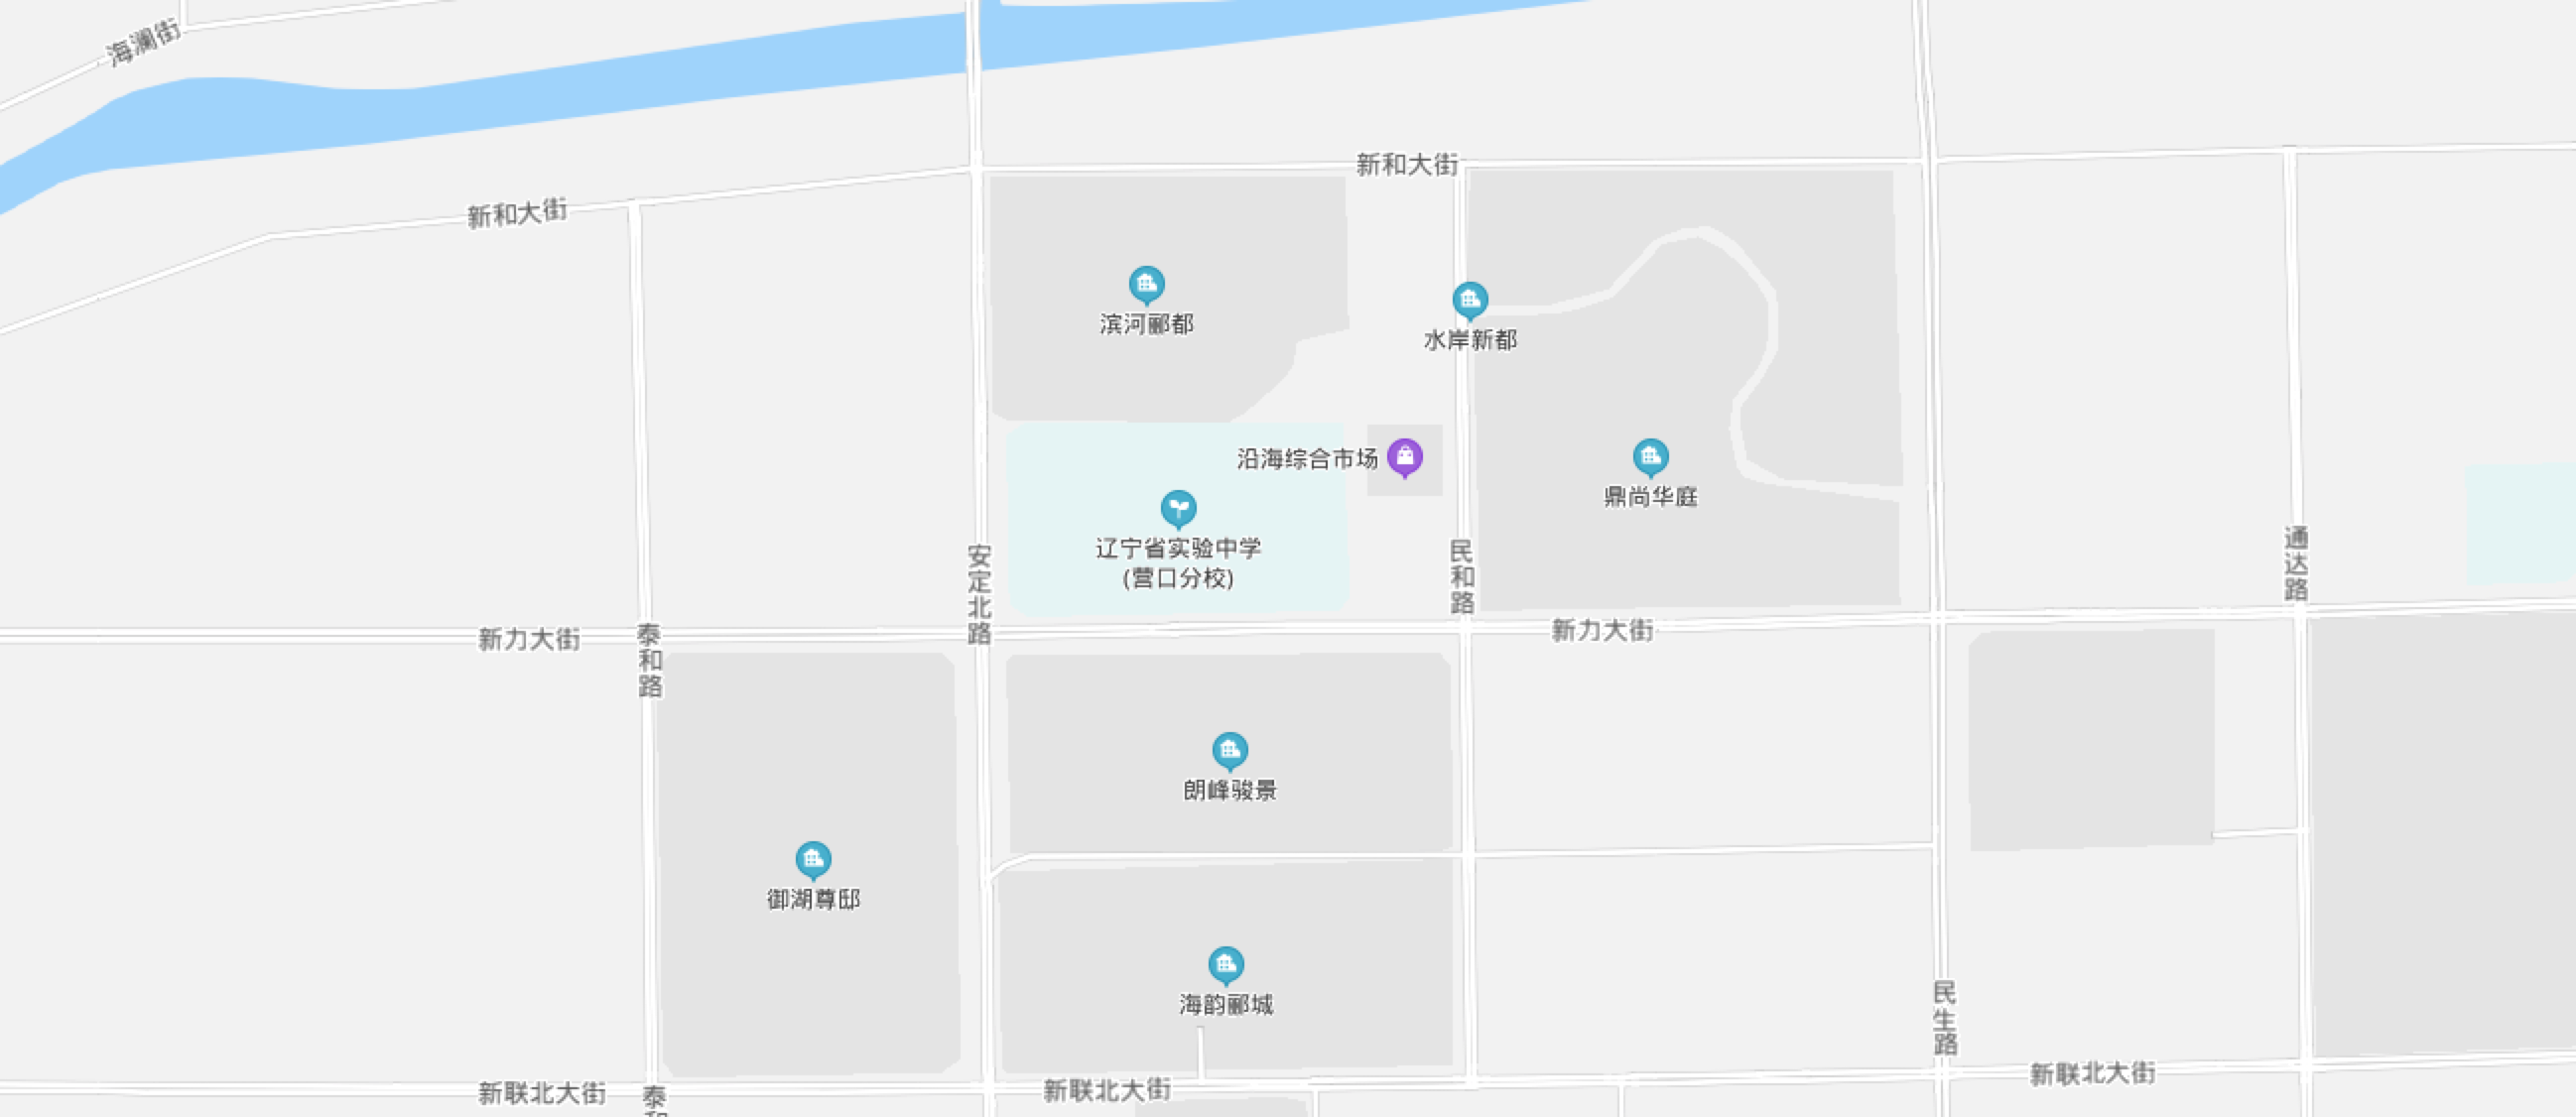 海澜街
新和大街
新和大街
滨河郦都
水岸新都
沿海综合市场
鼎尚华庭
辽宁省实验中学
(营口分校)
安定北路
民和路
通达路
新力大街
泰和路
新力大街
朗峰骏景
御湖尊邸
海韵郦城
民生路
新联北大街
新联北大街
新联北大街
泰和